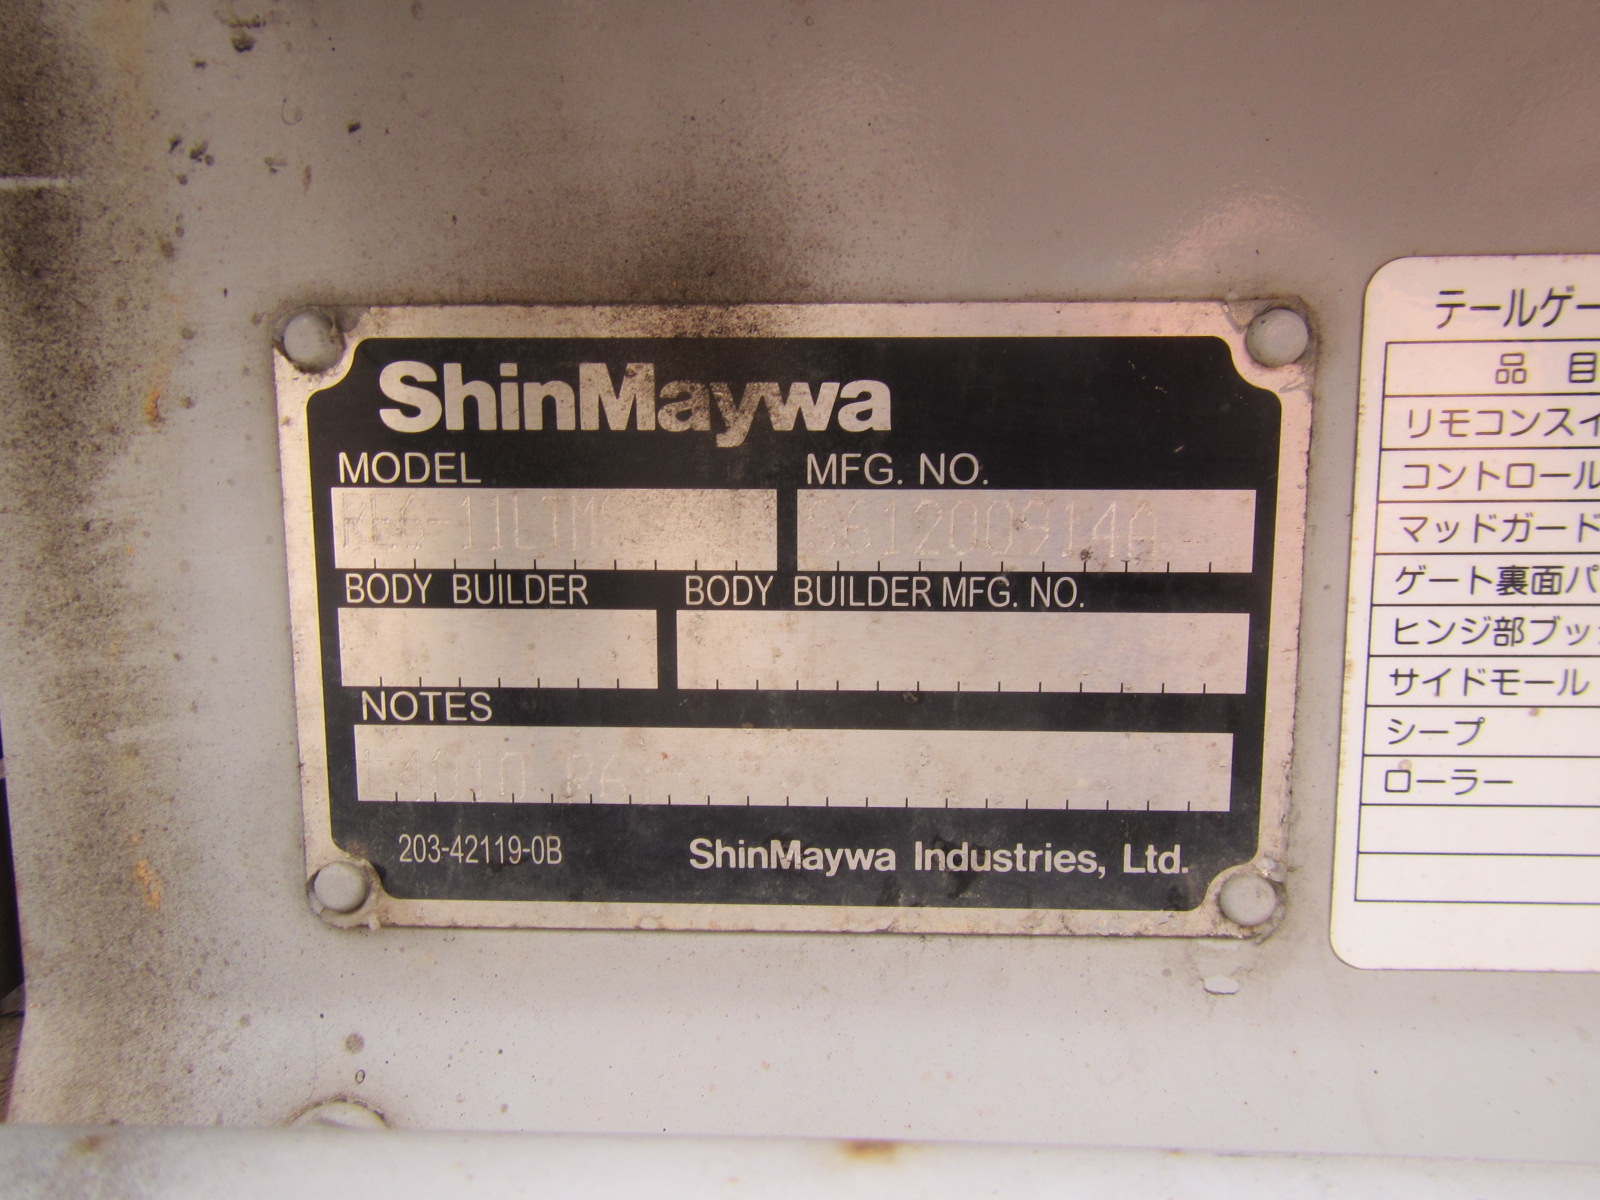 ShinMaywa
MODEL
MFG. NO.
BODY BUILDER
BODY BUILDER MFG. NO.
NOTES
203-42119-0B
ShinMaywa Industries, Ltd.
テールゲー
品 目
リモコンスイ
コントロール
マッドガード
ゲート裏面パ
ヒンジ部ブッ
サイドモール
シープ
ローラー